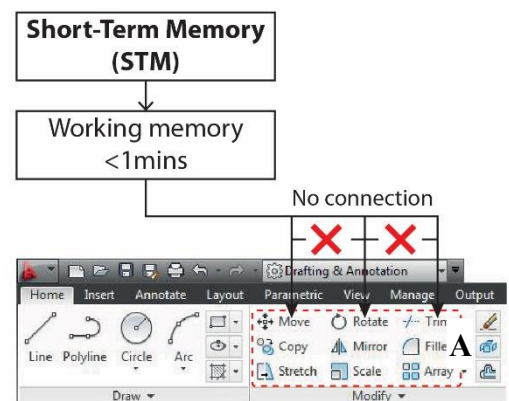 Short-Term Memory
(STM)
Working memory
<1mins
No connection
Drafting & Annotation
Home Insert Annotate Layout Parametric View Manage Output
Move Rotate Trim
Copy Mirror Fille A
Line Polyline Circle Arc
Stretch Scale Array
Draw Modify